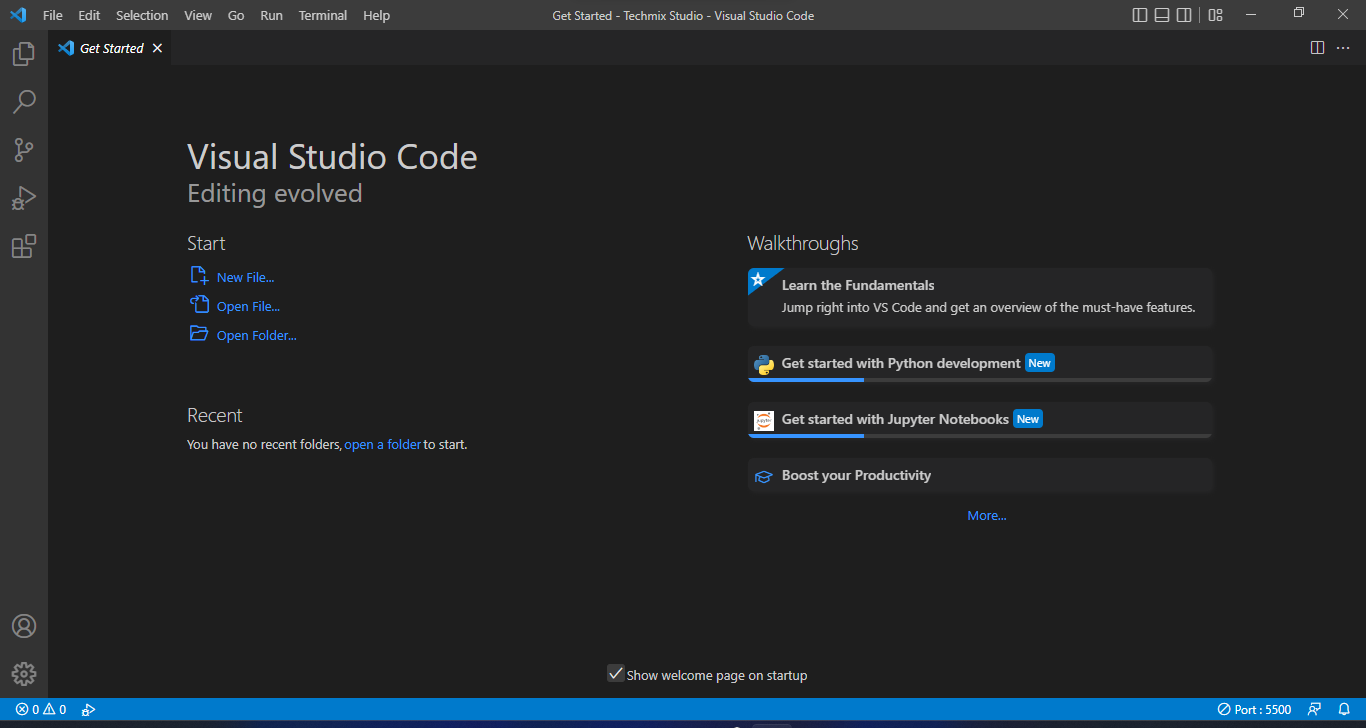 File Edit Selection View Go Run Terminal Help
Get Started - Techmix Studio - Visual Studio Code
Get Started
Visual Studio Code
Editing evolved
Start
New File...
Open File...
Open Folder...
Recent
You have no recent folders, open a folder to start.
Walkthroughs
Learn the Fundamentals
Jump right into VS Code and get an overview of the must-have features.
Get started with Python development New
Get started with Jupyter Notebooks New
Boost your Productivity
More...
Show welcome page on startup
0 0
Port : 5500